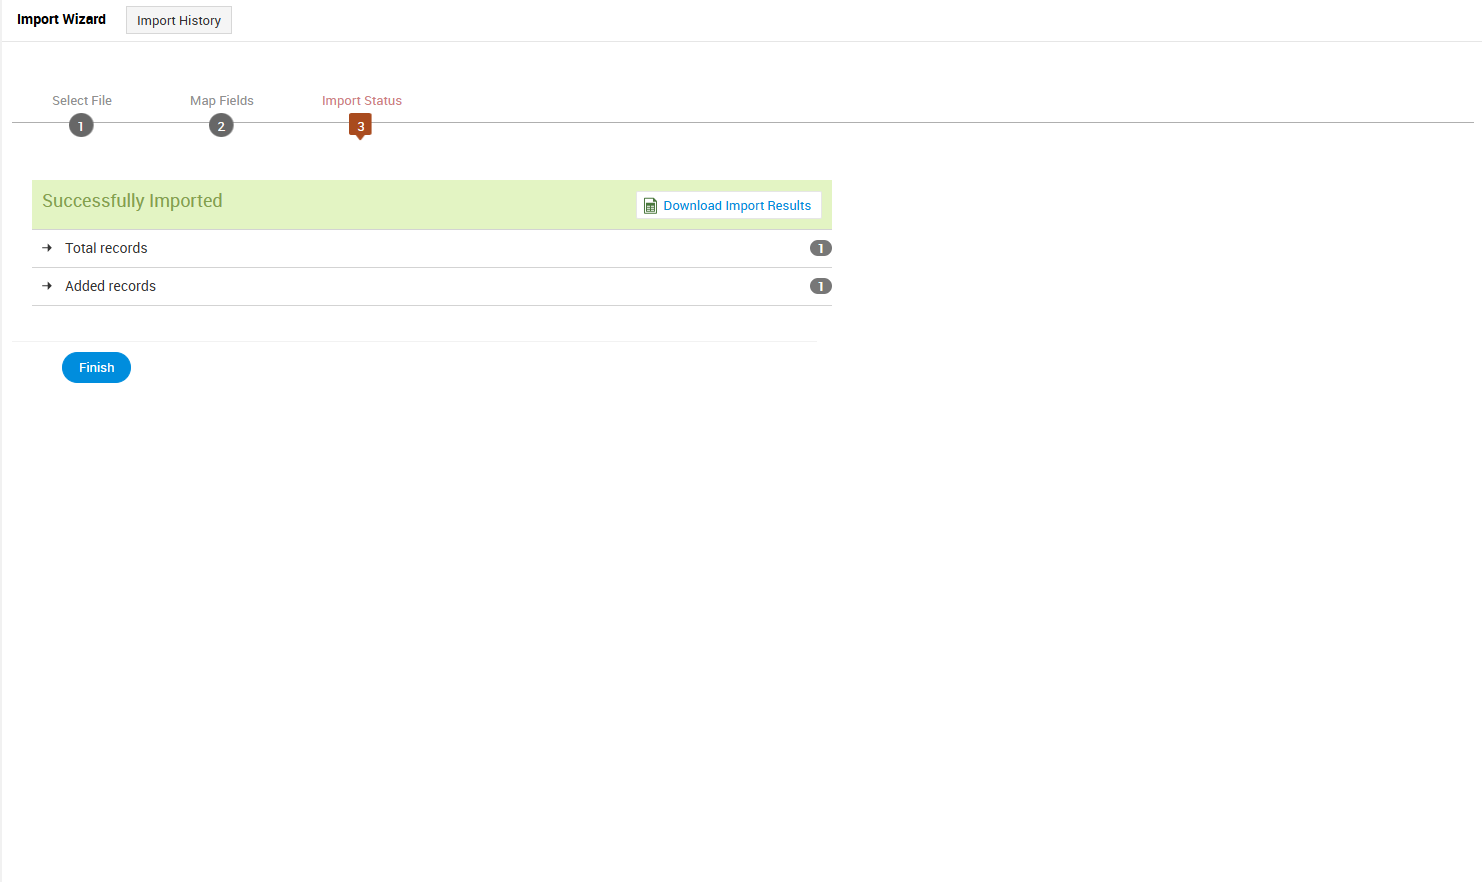 Import Wizard Import History
Select File Map Fields Import Status
1 2 3
Successfully Imported Download Import Results
Total records 1
Added records 1
Finish